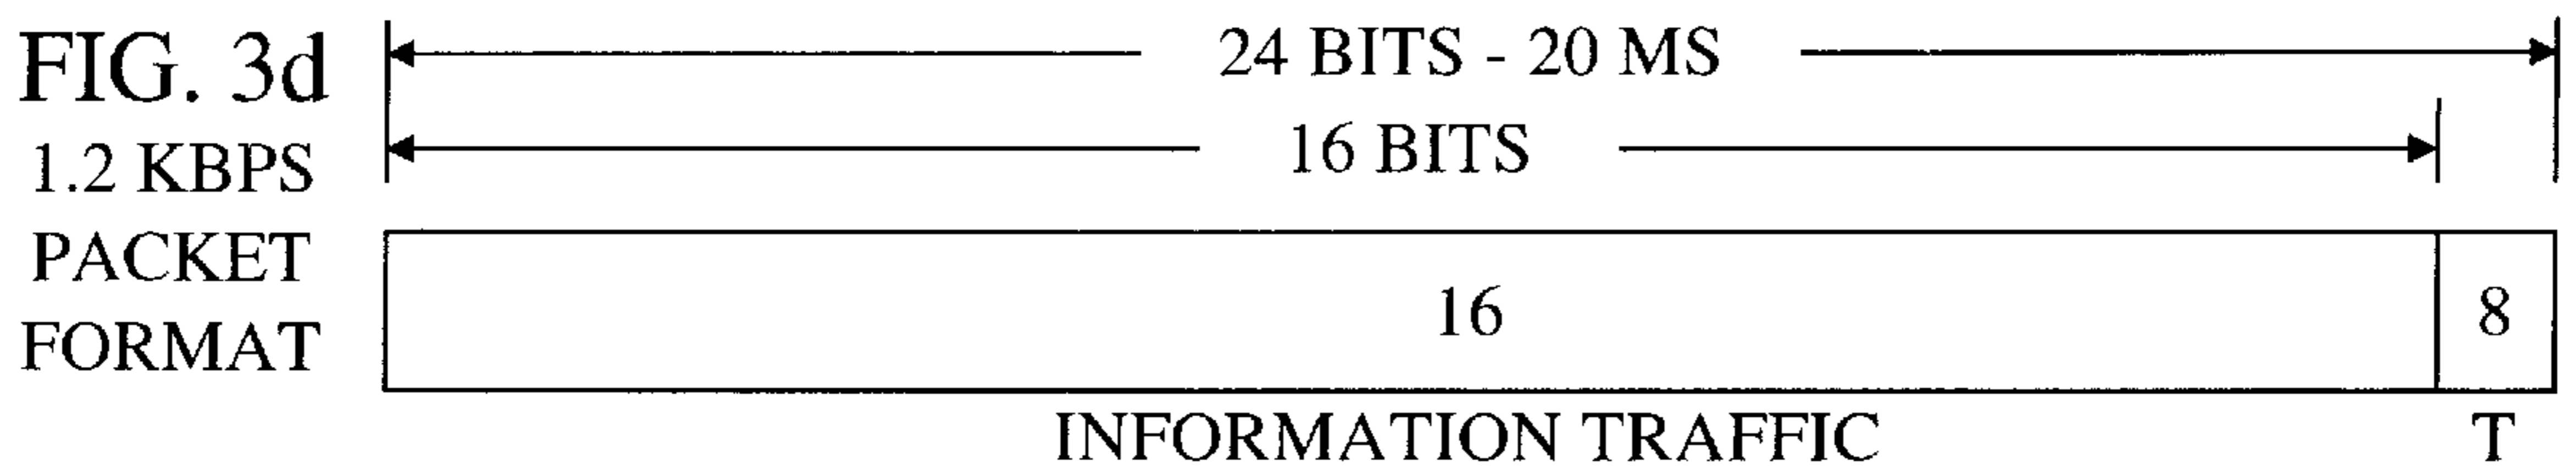 FIG. 3d
1.2 KBPS
PACKET
FORMAT
24 BITS - 20 MS
16 BITS
16
8
INFORMATION TRAFFIC
T